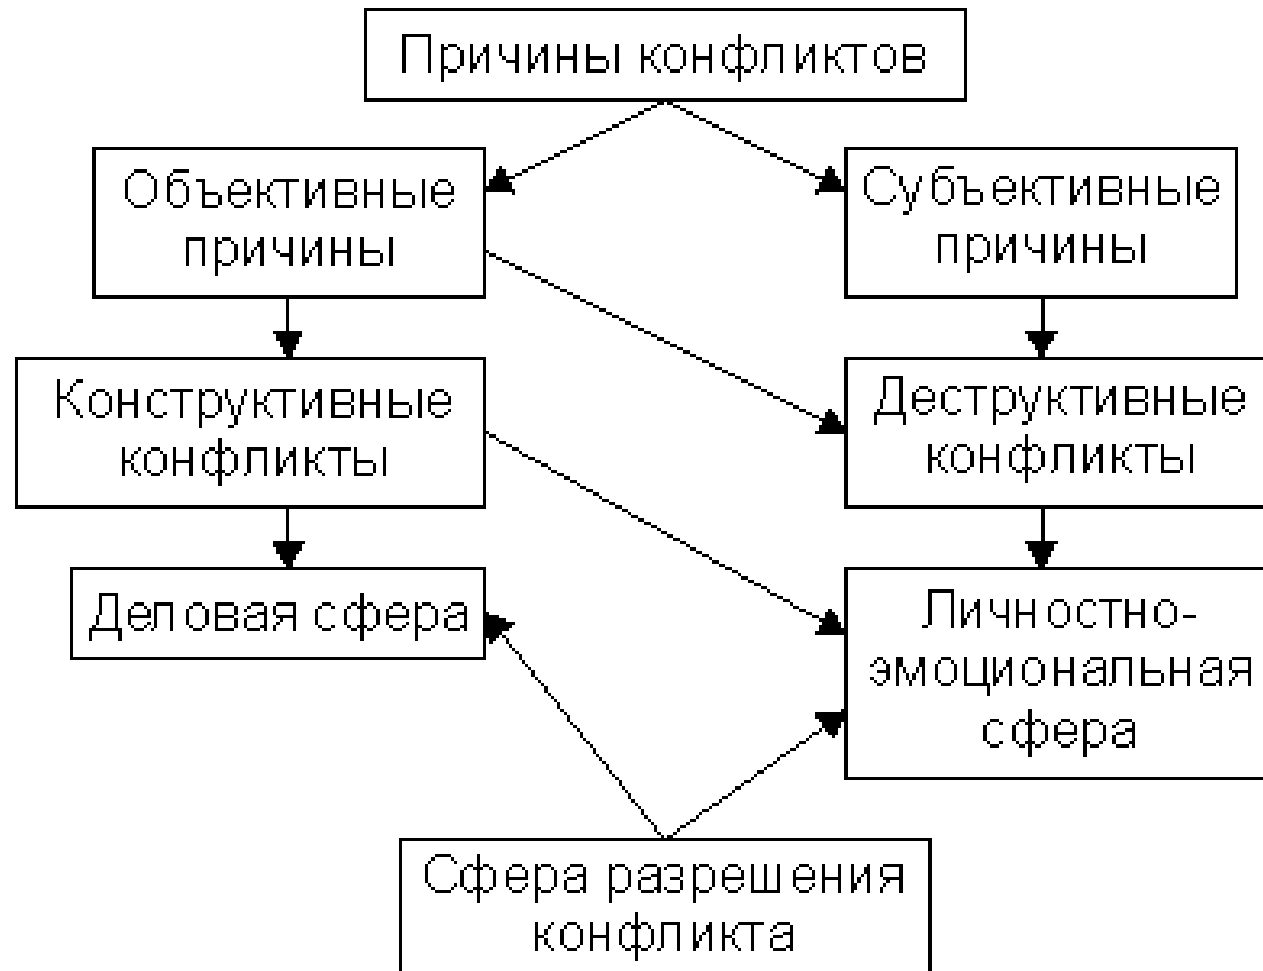 Причины конфликтов
Объективные
причины
Субъективные
причины
Конструктивные
конфликты
Деструктивные
конфликты
Деловая сфера
Личностно-
эмоциональная
сфера
Сфера разрешения
конфликта